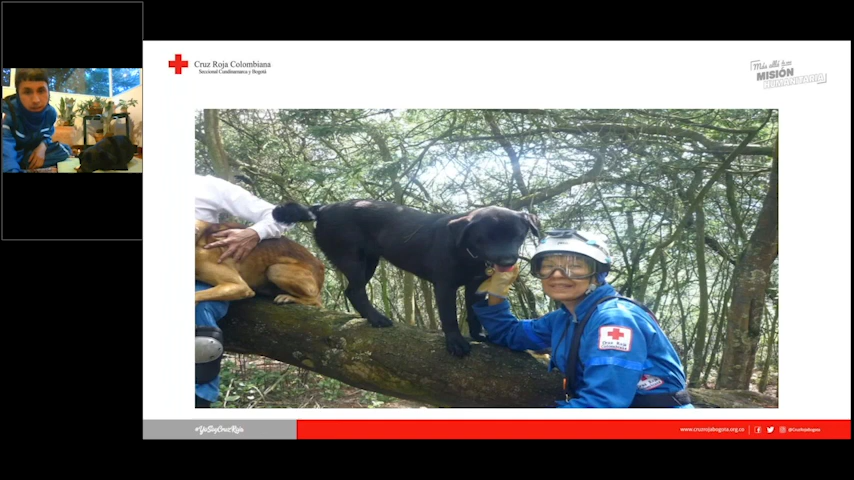 Cruz Roja Colombiana
Seccional Cundinamarca y Bogotá
Más allá de la
MISIÓN
HUMANITARIA
Cruz Roja
Colombiana
#YoSoyCruzRoja
www.cruzrojabogota.org.co
@CruzRojaBogota